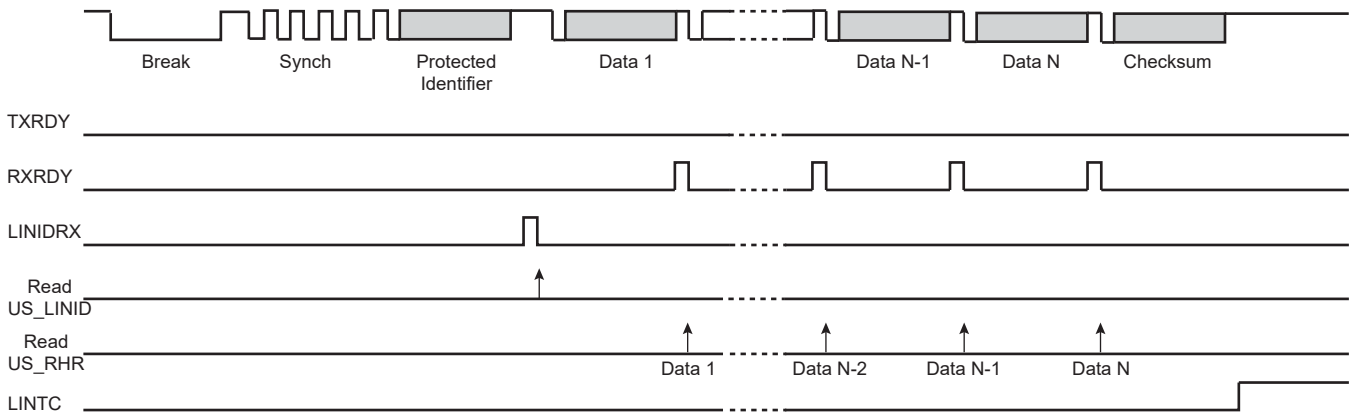 Break
Synch
Protected
Identifier
Data 1
Data N-1
Data N
Checksum
TXRDY
RXRDY
LINIDRX
Read
US_LINID
Read
US_RHR
Data 1
Data N-2
Data N-1
Data N
LINTC